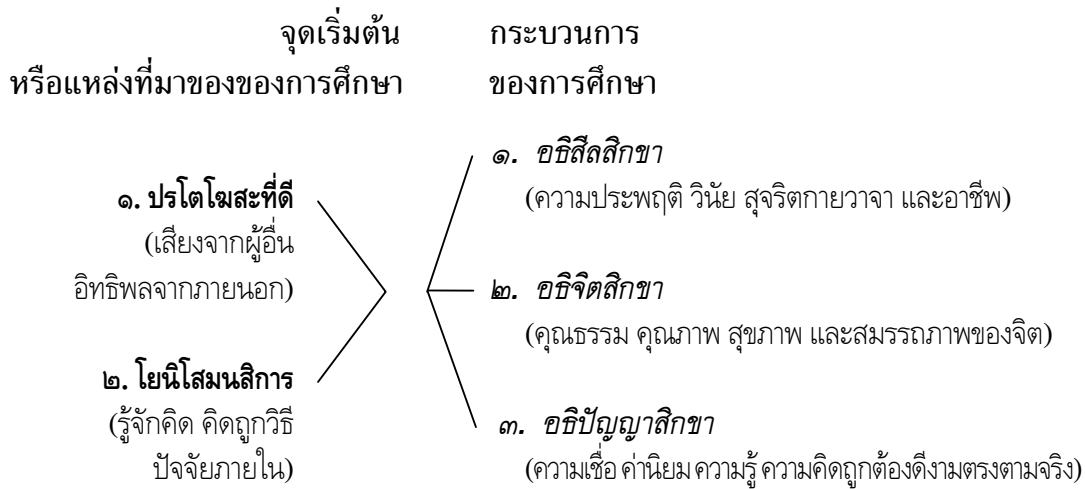 จุดเริ่มต้น
หรือแหล่งที่มาของของการศึกษา
กระบวนการ
ของการศึกษา
๑. ปรโตโฆสะที่ดี
(เสียงจากผู้อื่น
อิทธิพลจากภายนอก)
๒. โยนิโสมนสิการ
(รู้จักคิด คิดถูกวิธี
ปัจจัยภายใน)
๑. อธิสีลสิกขา
(ความประพฤติ วินัย สุจริตกายวาจา และอาชีพ)
๒. อธิจิตสิกขา
(คุณธรรม คุณภาพ สุขภาพ และสมรรถภาพของจิต)
๓. อธิปัญญาสิกขา
(ความเชื่อ ค่านิยม ความรู้ ความคิดถูกต้องดีงามตรงตามจริง)